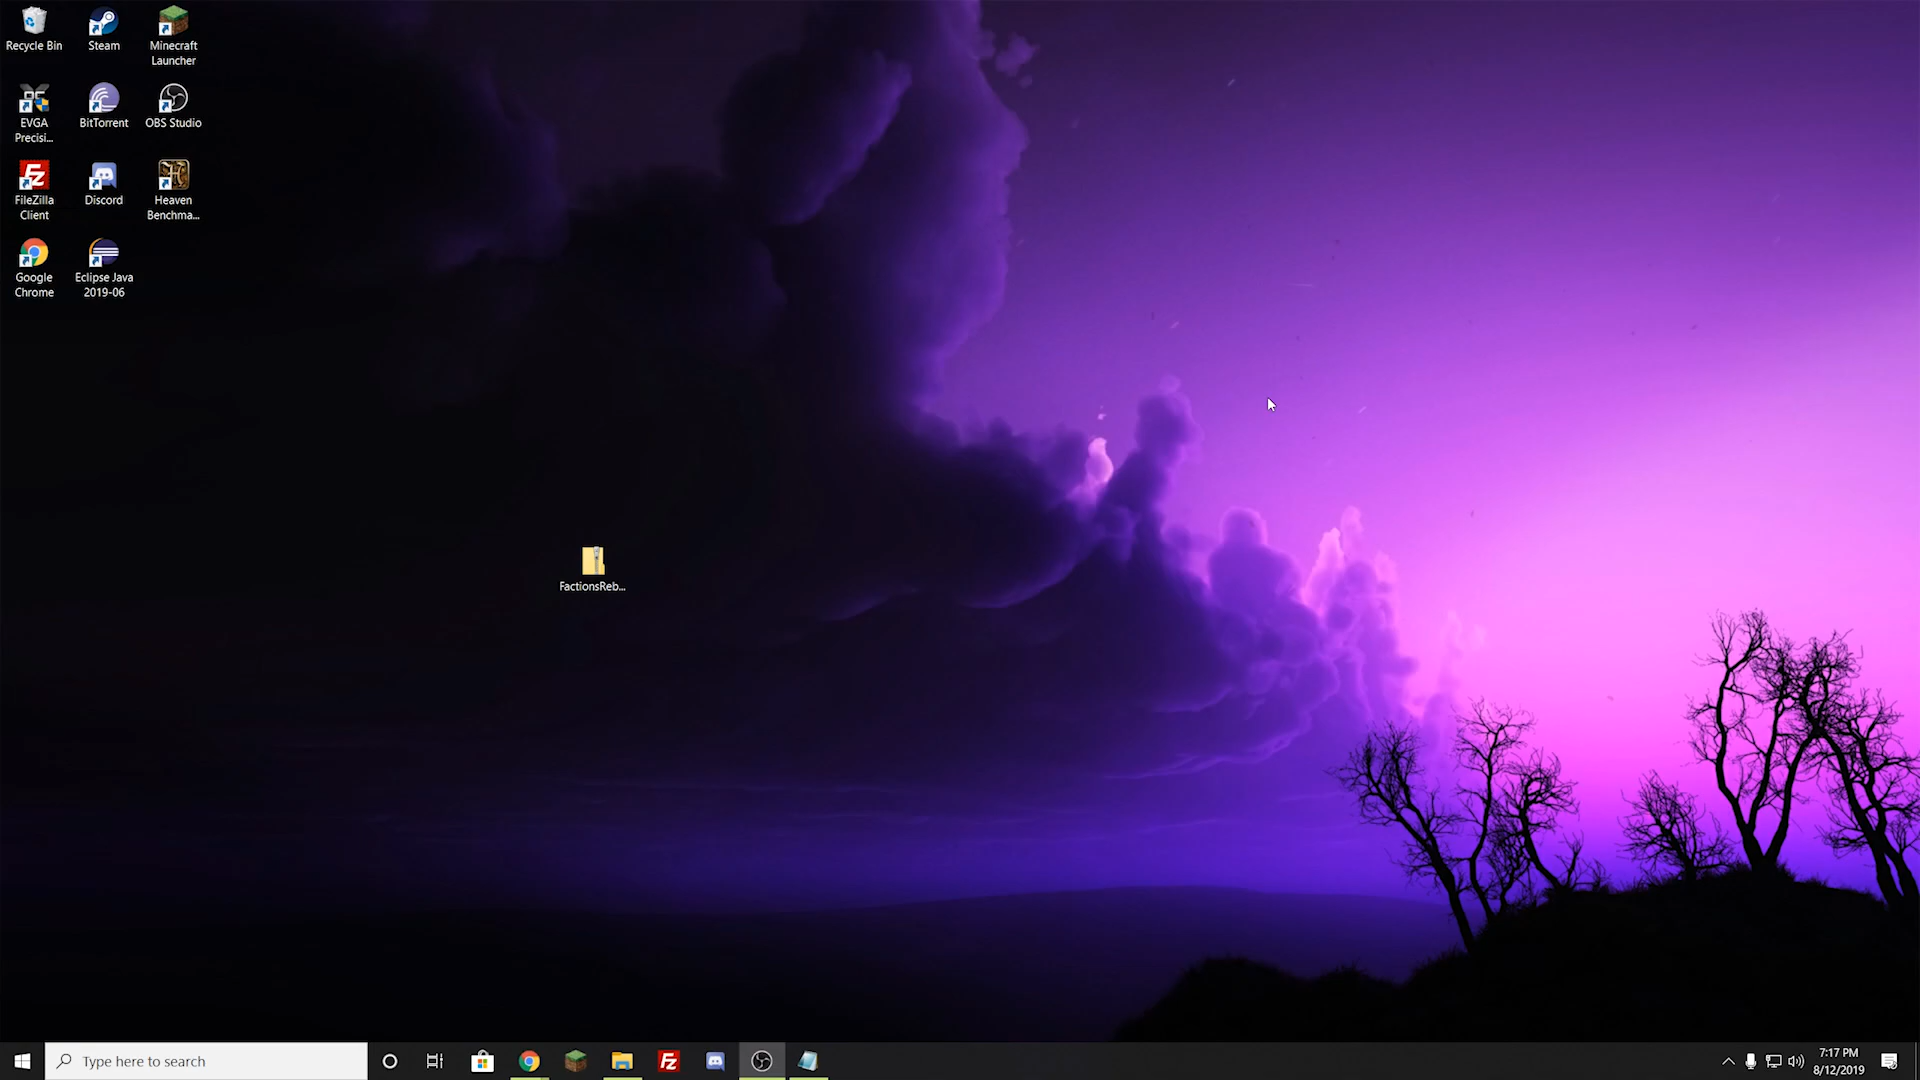 Recycle Bin
Steam
Minecraft
Launcher
EVGA
Precisi...
BitTorrent
OBS Studio
FileZilla
Client
Discord
Heaven
Benchma...
Google
Chrome
Eclipse Java
2019-06
FactionsReb...
Type here to search
7:17 PM
8/12/2019